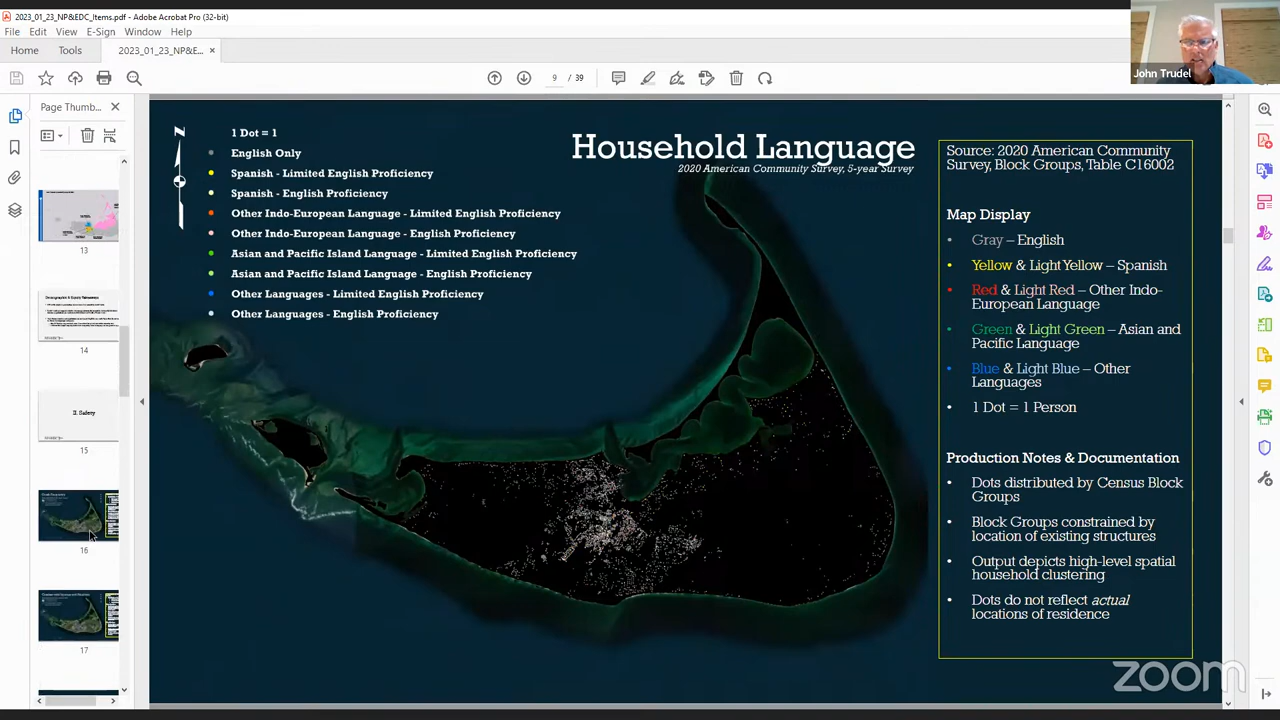 2023_01_23_NP&EDC_Items.pdf - Adobe Acrobat Pro (32-bit)
File Edit View E-Sign Window Help
Home Tools 2023_01_23_NP&E... ×
9 / 39
John Trudel
Page Thumb...
13
14
II. Safety
15
16
17
N
1 Dot = 1
English Only
Spanish - Limited English Proficiency
Spanish - English Proficiency
Other Indo-European Language - Limited English Proficiency
Other Indo-European Language - English Proficiency
Asian and Pacific Island Language - Limited English Proficiency
Asian and Pacific Island Language - English Proficiency
Other Languages - Limited English Proficiency
Other Languages - English Proficiency
Household Language
2020 American Community Survey, 5-year Survey
Source: 2020 American Community
Survey, Block Groups, Table C16002
Map Display
• Gray – English
• Yellow & Light Yellow – Spanish
• Red & Light Red – Other Indo-
European Language
• Green & Light Green – Asian and
Pacific Language
• Blue & Light Blue – Other
Languages
• 1 Dot = 1 Person
Production Notes & Documentation
• Dots distributed by Census Block
Groups
• Block Groups constrained by
location of existing structures
• Output depicts high-level spatial
household clustering
• Dots do not reflect actual
locations of residence
zoom